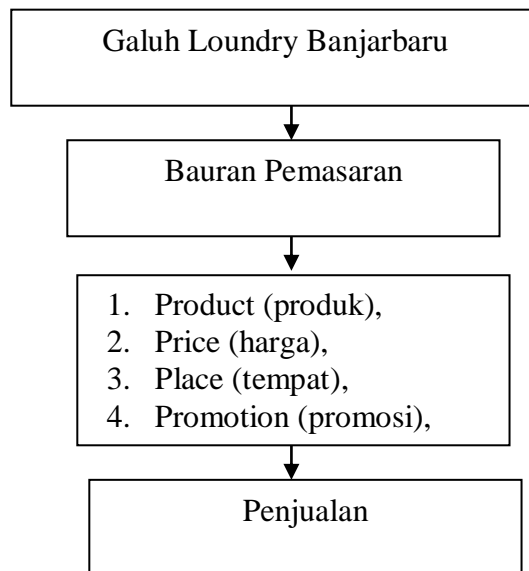 Galuh Loundry Banjarbaru
Bauran Pemasaran
1. Product (produk),
2. Price (harga),
3. Place (tempat),
4. Promotion (promosi),
Penjualan